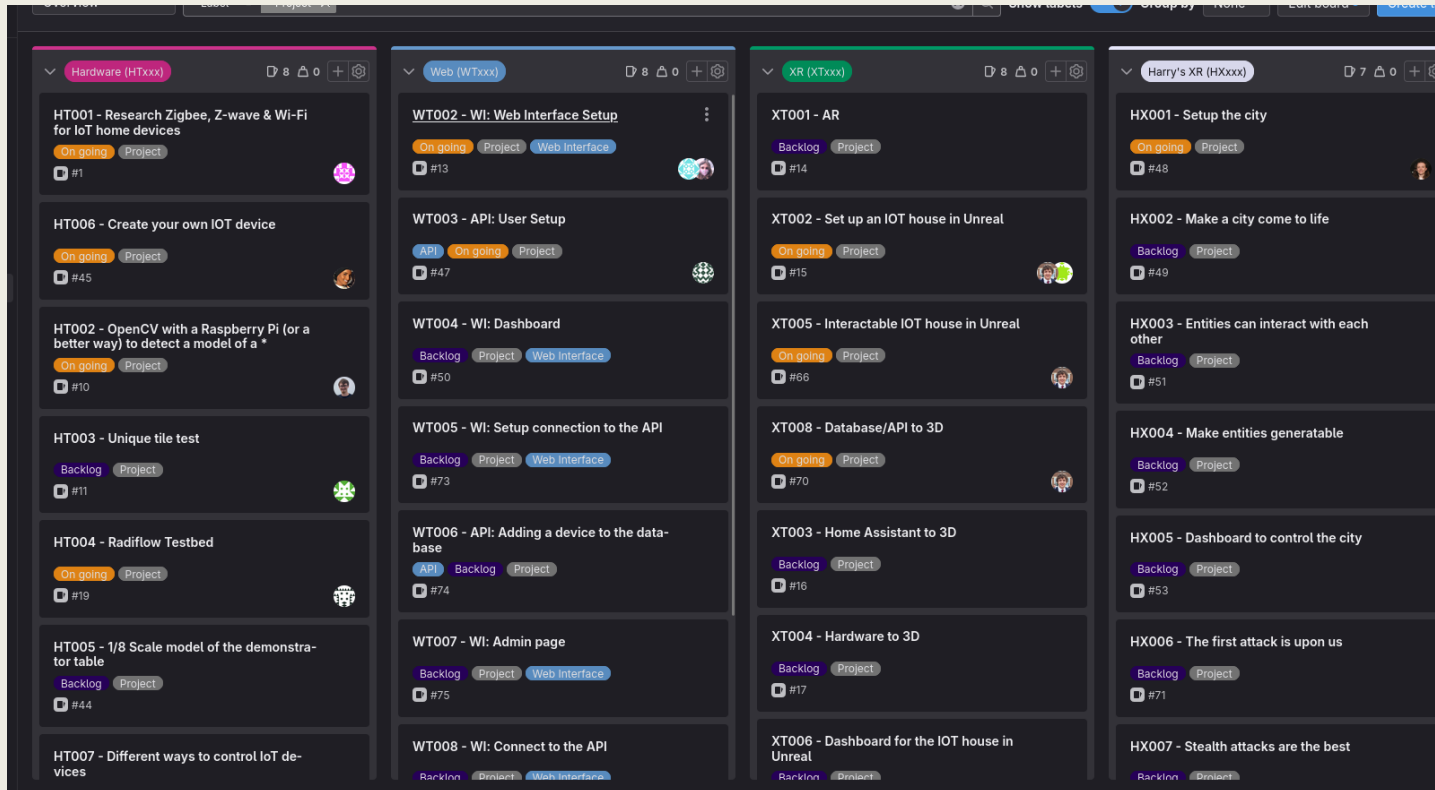 Overview
Label
Project
Show labels
Group by
None
Edit board
Create
Hardware (HTxxx)
8
0
HT001 - Research Zigbee, Z-wave & Wi-Fi
for IoT home devices
On going Project
#1
HT006 - Create your own IOT device
On going Project
#45
HT002 - OpenCV with a Raspberry Pi (or a
better way) to detect a model of a *
On going Project
#10
HT003 - Unique tile test
Backlog Project
#11
HT004 - Radiflow Testbed
On going Project
#19
HT005 - 1/8 Scale model of the demonstra-
tor table
Backlog Project
#44
HT007 - Different ways to control IoT de-
vices
Web (WTxxx)
8
0
WT002 - WI: Web Interface Setup
On going Project Web Interface
#13
WT003 - API: User Setup
API On going Project
#47
WT004 - WI: Dashboard
Backlog Project Web Interface
#50
WT005 - WI: Setup connection to the API
Backlog Project Web Interface
#73
WT006 - API: Adding a device to the data-
base
API Backlog Project
#74
WT007 - WI: Admin page
Backlog Project Web Interface
#75
WT008 - WI: Connect to the API
Backlog Project Web Interface
XR (XTxxx)
8
0
XT001 - AR
Backlog Project
#14
XT002 - Set up an IOT house in Unreal
On going Project
#15
XT005 - Interactable IOT house in Unreal
On going Project
#66
XT008 - Database/API to 3D
On going Project
#70
XT003 - Home Assistant to 3D
Backlog Project
#16
XT004 - Hardware to 3D
Backlog Project
#17
XT006 - Dashboard for the IOT house in
Unreal
Backlog Project
Harry's XR (HXxxx)
7
0
HX001 - Setup the city
On going Project
#48
HX002 - Make a city come to life
Backlog Project
#49
HX003 - Entities can interact with each
other
Backlog Project
#51
HX004 - Make entities generatable
Backlog Project
#52
HX005 - Dashboard to control the city
Backlog Project
#53
HX006 - The first attack is upon us
Backlog Project
#71
HX007 - Stealth attacks are the best
Backlog Project